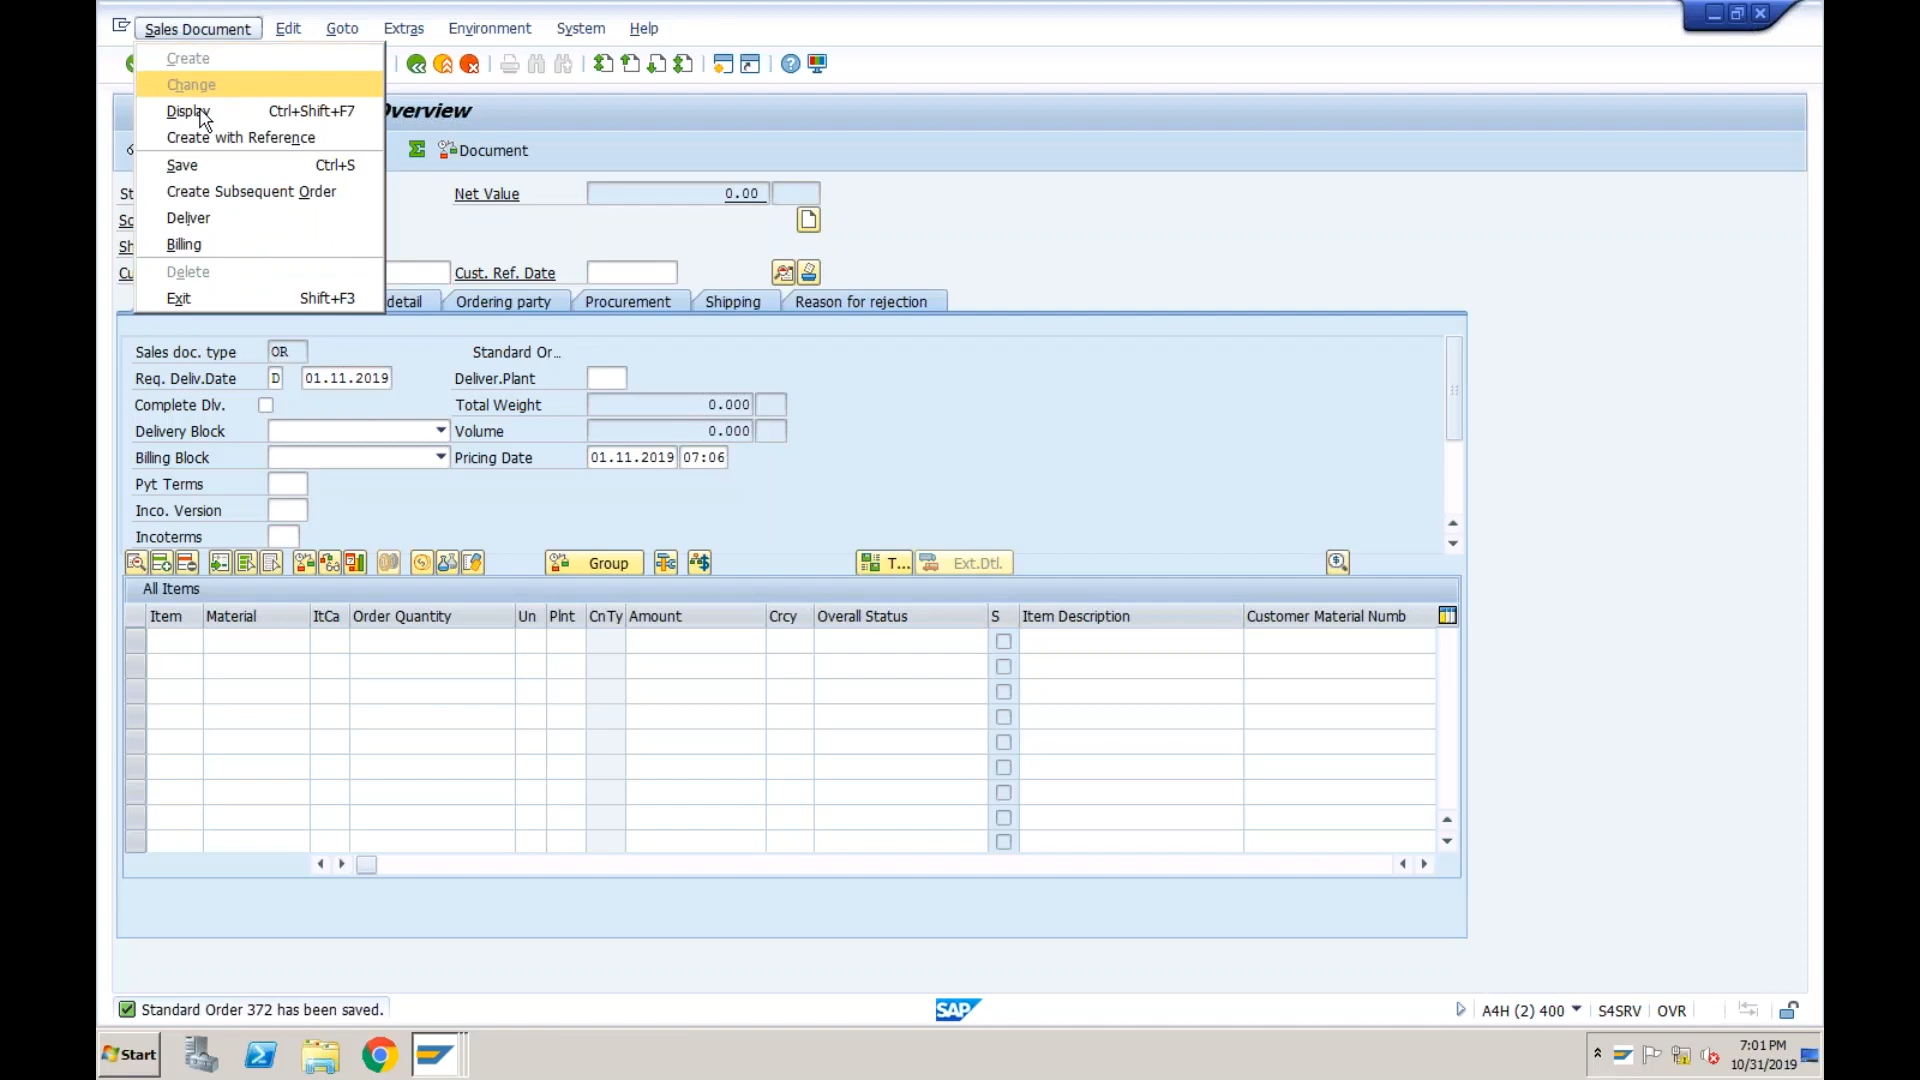 Sales Document Edit Goto Extras Environment System Help
Create
Change
Display Ctrl+Shift+F7
Create with Reference
Save Ctrl+S
Create Subsequent Order
Deliver
Billing
Delete
Exit Shift+F3
Overview
Document
St
Net Value 0.00
So
Sh
Cu
Cust. Ref. Date
detail Ordering party Procurement Shipping Reason for rejection
Sales doc. type OR Standard Or…
Req. Deliv.Date D 01.11.2019 Deliver.Plant
Complete Dlv. Total Weight 0.000
Delivery Block Volume 0.000
Billing Block Pricing Date 01.11.2019 07:06
Pyt Terms
Inco. Version
Incoterms
Group T... Ext.Dtl.
All Items
Item Material ItCa Order Quantity Un Plnt CnTy Amount Crcy Overall Status S Item Description Customer Material Numb
Standard Order 372 has been saved. SAP A4H (2) 400 S4SRV OVR
Start 7:01 PM
10/31/2019